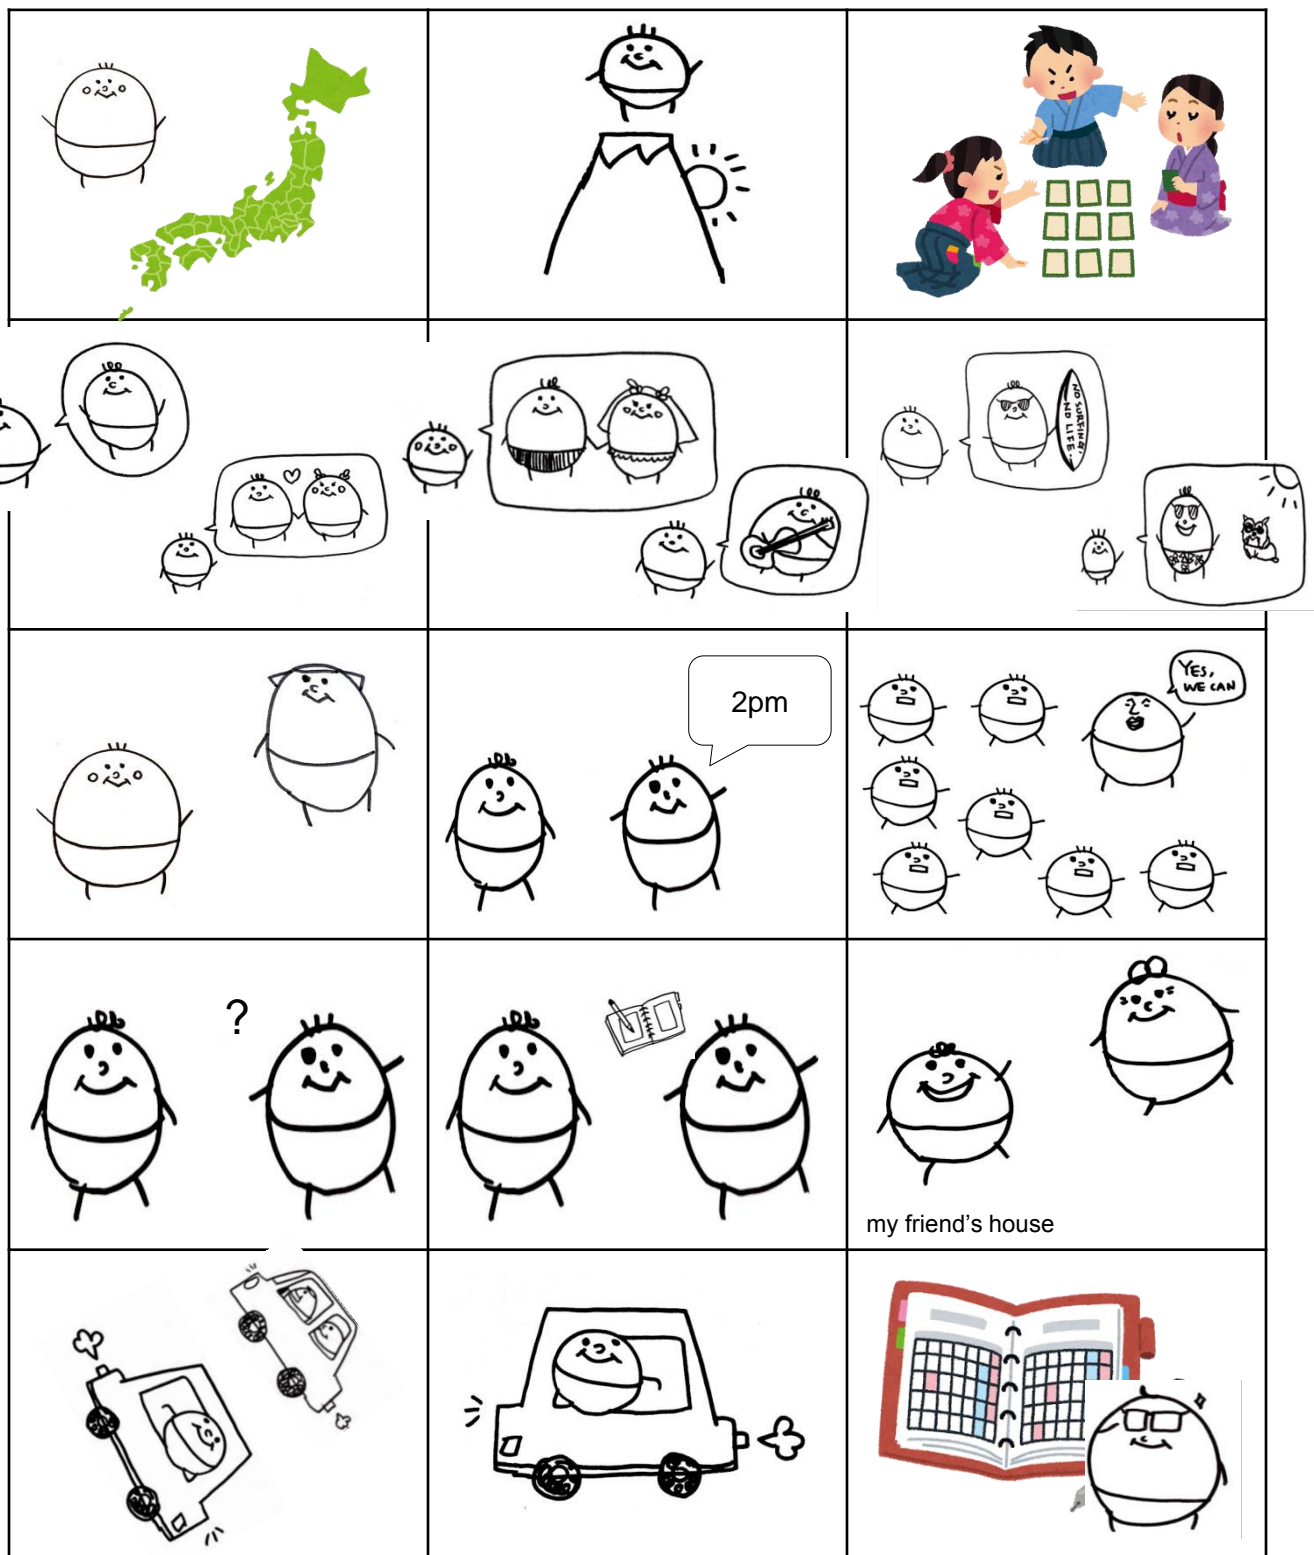 NO SURFING,
NO LIFE..
2pm
YES,
WE CAN
?
my friend's house